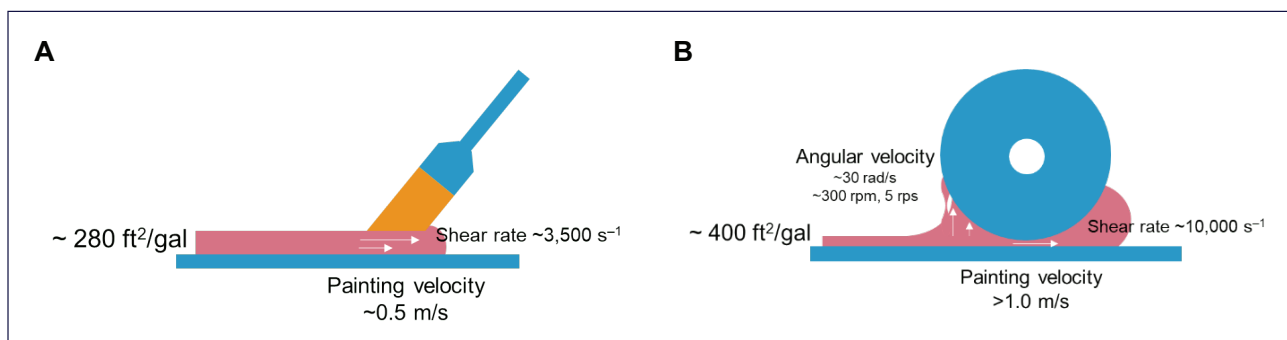 A
~ 280 ft²/gal
Shear rate ~3,500 s⁻¹
Painting velocity
~0.5 m/s
B
Angular velocity
~30 rad/s
~300 rpm, 5 rps
~ 400 ft²/gal
Shear rate ~10,000 s⁻¹
Painting velocity
>1.0 m/s